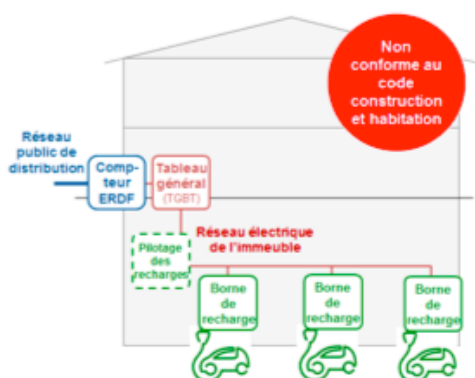 Non
conforme au
code
construction
et habitation
Réseau
public de
distribution
Comp-
teur
ERDF
Tableau
général
(TGBT)
Pilotage
des
recharges
Réseau électrique
de l'immeuble
Borne
de
recharge
Borne
de
recharge
Borne
de
recharge